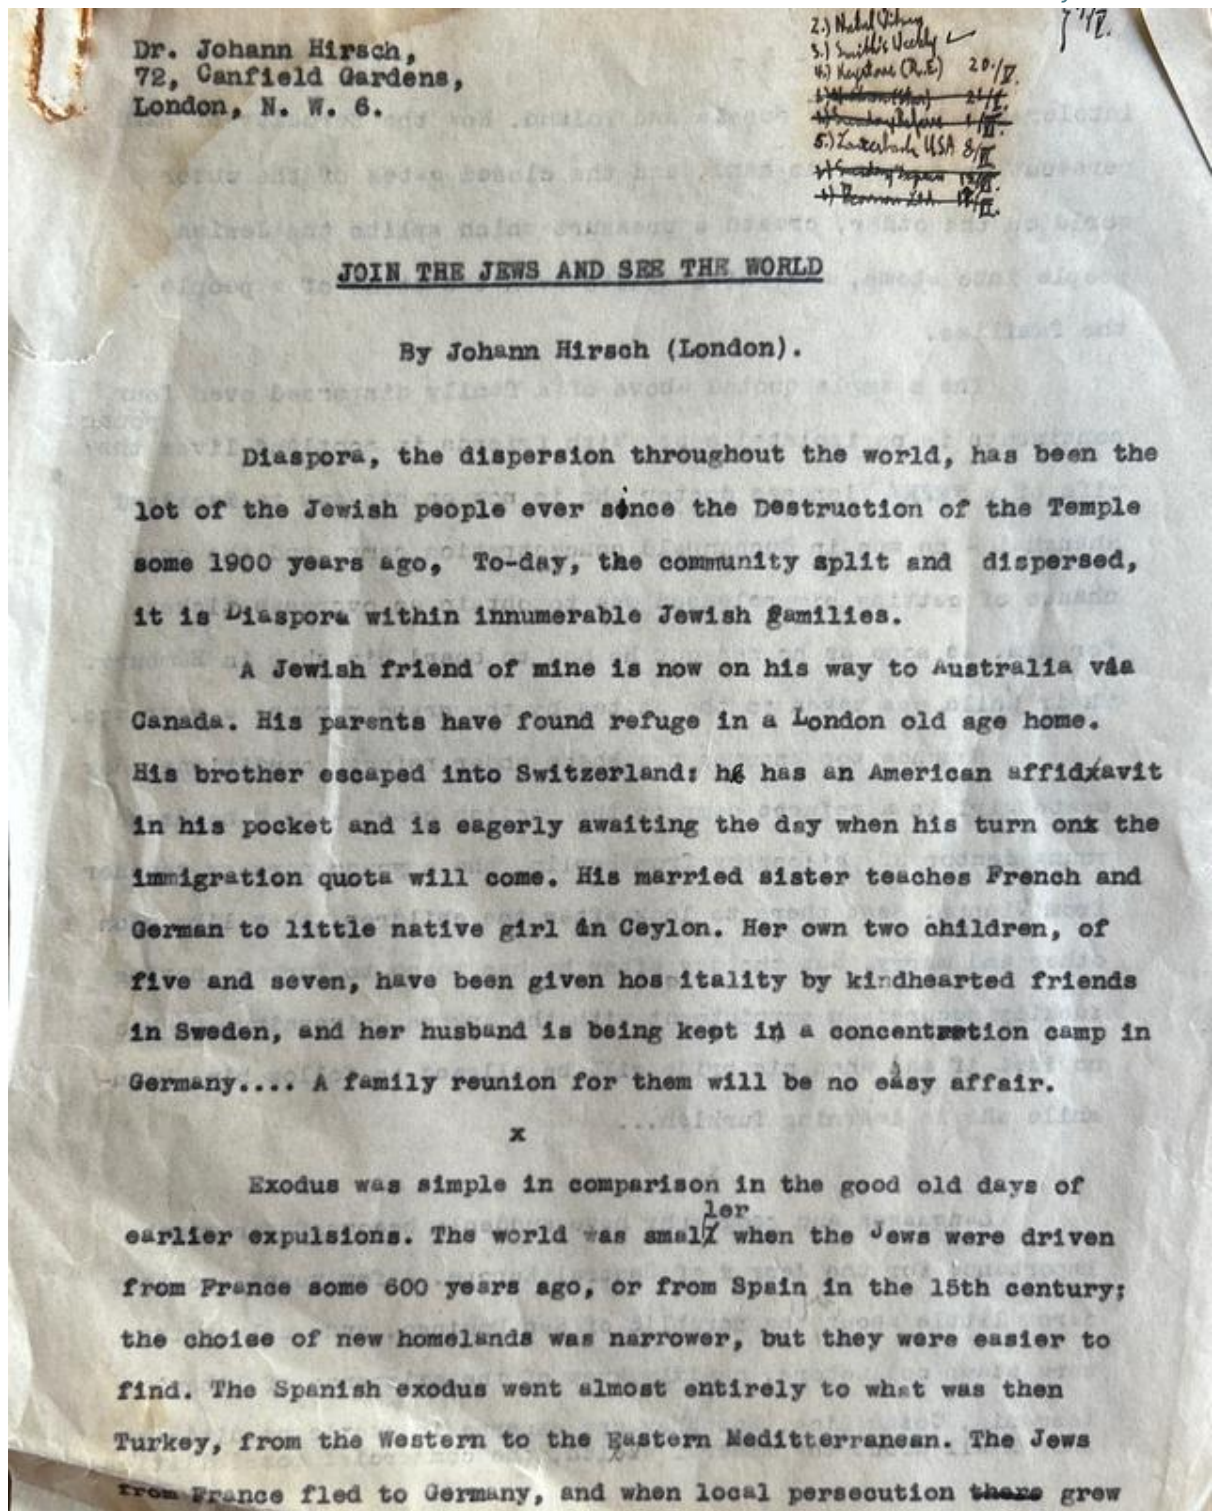 Dr. Johann Hirsch,
72, Canfield Gardens,
London, N. W. 6.
3.) Smith's Weekly ✓
4.) Keystone (R.E) 20./V.
5.) USA 8/
JOIN THE JEWS AND SEE THE WORLD
By Johann Hirsch (London).
Diaspora, the dispersion throughout the world, has been the
lot of the Jewish people ever since the Destruction of the Temple
some 1900 years ago, To-day, the community split and dispersed,
it is Diaspora within innumerable Jewish families.
A Jewish friend of mine is now on his way to Australia via
Canada. His parents have found refuge in a London old age home.
His brother escaped into Switzerland: he has an American affidxavit
in his pocket and is eagerly awaiting the day when his turn onx the
immigration quota will come. His married sister teaches French and
German to little native girl in Ceylon. Her own two children, of
five and seven, have been given hospitality by kindhearted friends
in Sweden, and her husband is being kept in a concentration camp in
Germany.... A family reunion for them will be no easy affair.
x
Exodus was simple in comparison in the good old days of
earlier expulsions. The world was smaller when the Jews were driven
from France some 600 years ago, or from Spain in the 15th century;
the choise of new homelands was narrower, but they were easier to
find. The Spanish exodus went almost entirely to what was then
Turkey, from the Western to the Eastern Meditterranean. The Jews
from France fled to Germany, and when local persecution there grew